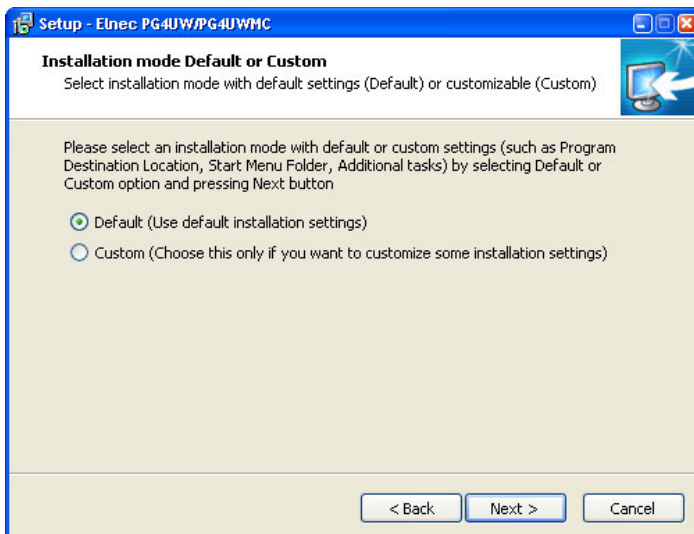 Setup - Elnec PG4UW/PG4UWMC
Installation mode Default or Custom
Select installation mode with default settings (Default) or customizable (Custom)
Please select an installation mode with default or custom settings (such as Program
Destination Location, Start Menu Folder, Additional tasks) by selecting Default or
Custom option and pressing Next button
Default (Use default installation settings)
Custom (Choose this only if you want to customize some installation settings)
< Back
Next >
Cancel